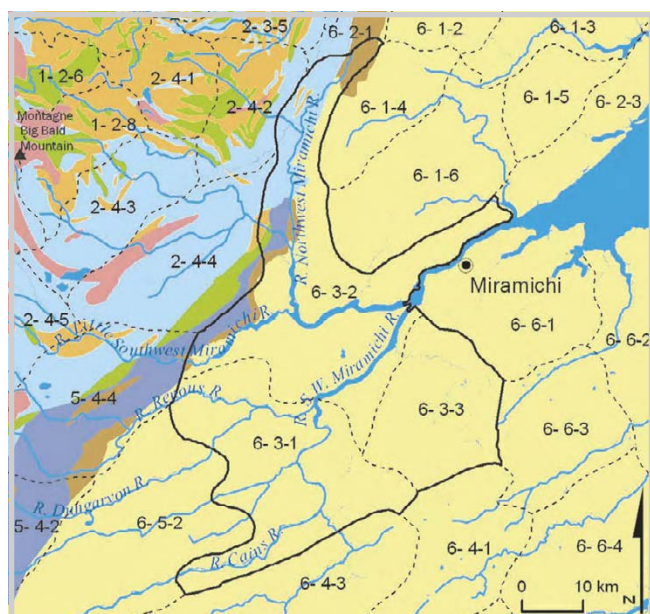 2- 3-5
6- 2-1
6- 1-2
6- 1-3
1- 2-6
2- 4-1
2- 4-2
6- 1-4
6- 1-5
6- 2-3
Montagne
Big Bald
Mountain
1- 2-8
6- 1-6
2- 4-3
R. Northwest Miramichi R.
2- 4-4
Miramichi
6- 3-2
2- 4-5
R. Little Southwest Miramichi R.
6- 6-1
6- 6-2
5- 4-4
R. Renous R.
R. S.W. Miramichi R.
6- 3-3
6- 3-1
6- 6-3
R. Dungarvon R.
5- 4-2
6- 5-2
R. Cains R.
6- 4-1
6- 6-4
6- 4-3
0 10 km
N